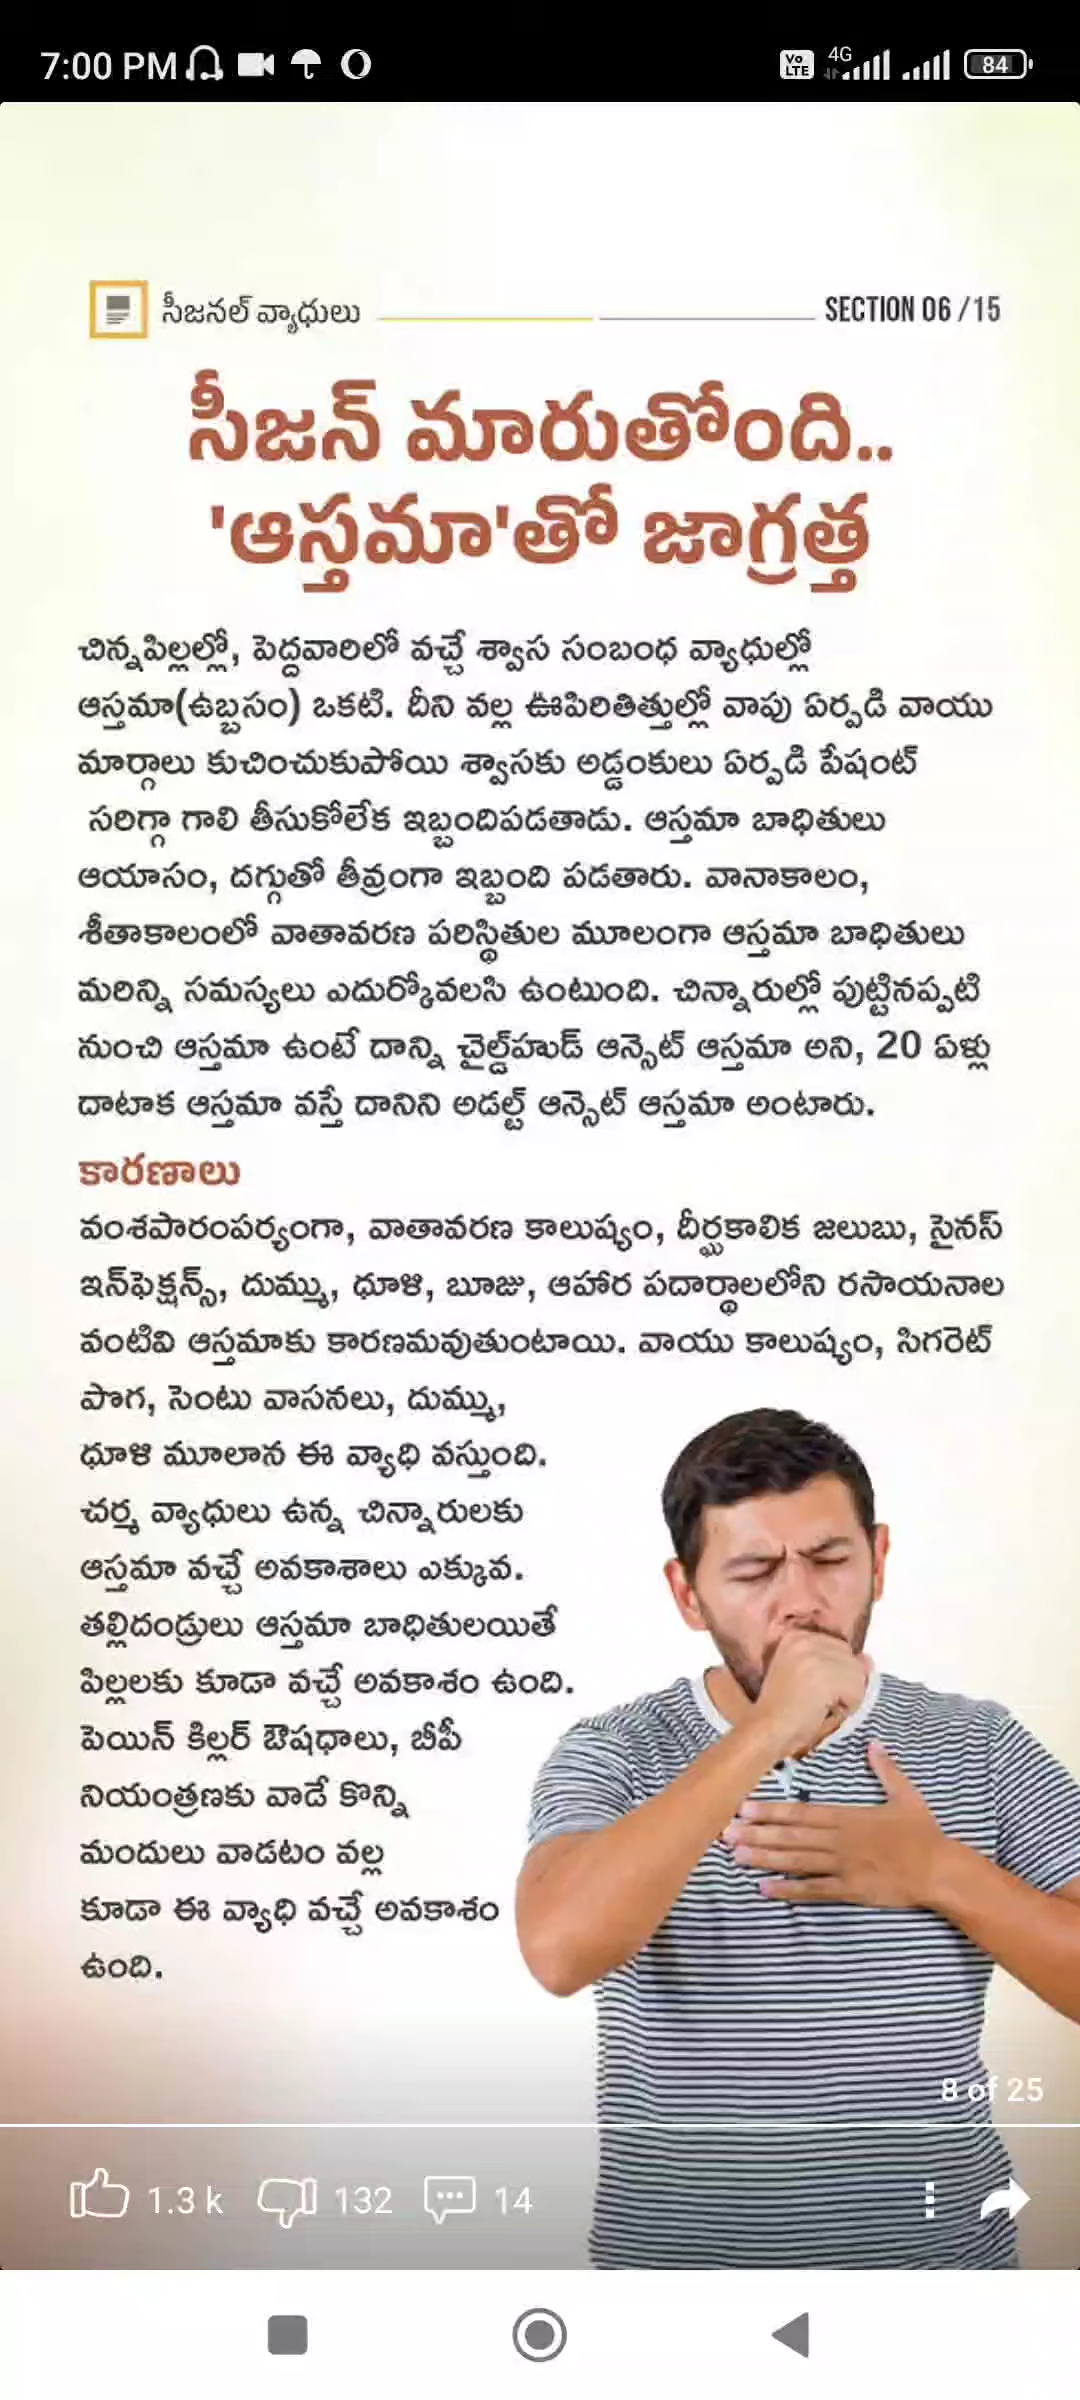 7:00 PM
Vo LTE 4G 84
సీజనల్ వ్యాధులు
SECTION 06 / 15
సీజన్ మారుతోంది..
'ఆస్తమా'తో జాగ్రత్త
చిన్నపిల్లల్లో, పెద్దవారిలో వచ్చే శ్వాస సంబంధ వ్యాధుల్లో
ఆస్తమా(ఉబ్బసం) ఒకటి. దీని వల్ల ఊపిరితిత్తుల్లో వాపు ఏర్పడి వాయు
మార్గాలు కుచించుకుపోయి శ్వాసకు అడ్డంకులు ఏర్పడి పేషంట్
సరిగ్గా గాలి తీసుకోలేక ఇబ్బందిపడతాడు. ఆస్తమా బాధితులు
ఆయాసం, దగ్గుతో తీవ్రంగా ఇబ్బంది పడతారు. వానాకాలం,
శీతాకాలంలో వాతావరణ పరిస్థితుల మూలంగా ఆస్తమా బాధితులు
మరిన్ని సమస్యలు ఎదుర్కోవలసి ఉంటుంది. చిన్నారుల్లో పుట్టినప్పటి
నుంచి ఆస్తమా ఉంటే దాన్ని చైల్డ్‌హుడ్ ఆన్సెట్ ఆస్తమా అని, 20 ఏళ్లు
దాటాక ఆస్తమా వస్తే దానిని అడల్ట్ ఆన్సెట్ ఆస్తమా అంటారు.
కారణాలు
వంశపారంపర్యంగా, వాతావరణ కాలుష్యం, దీర్ఘకాలిక జలుబు, సైనస్
ఇన్‌ఫెక్షన్స్, దుమ్ము, ధూళి, బూజు, ఆహార పదార్థాలలోని రసాయనాల
వంటివి ఆస్తమాకు కారణమవుతుంటాయి. వాయు కాలుష్యం, సిగరెట్
పొగ, సెంటు వాసనలు, దుమ్ము,
ధూళి మూలాన ఈ వ్యాధి వస్తుంది.
చర్మ వ్యాధులు ఉన్న చిన్నారులకు
ఆస్తమా వచ్చే అవకాశాలు ఎక్కువ.
తల్లిదండ్రులు ఆస్తమా బాధితులయితే
పిల్లలకు కూడా వచ్చే అవకాశం ఉంది.
పెయిన్ కిల్లర్ ఔషధాలు, బీపీ
నియంత్రణకు వాడే కొన్ని
మందులు వాడటం వల్ల
కూడా ఈ వ్యాధి వచ్చే అవకాశం
ఉంది.
8 of 25
1.3 k 132 14